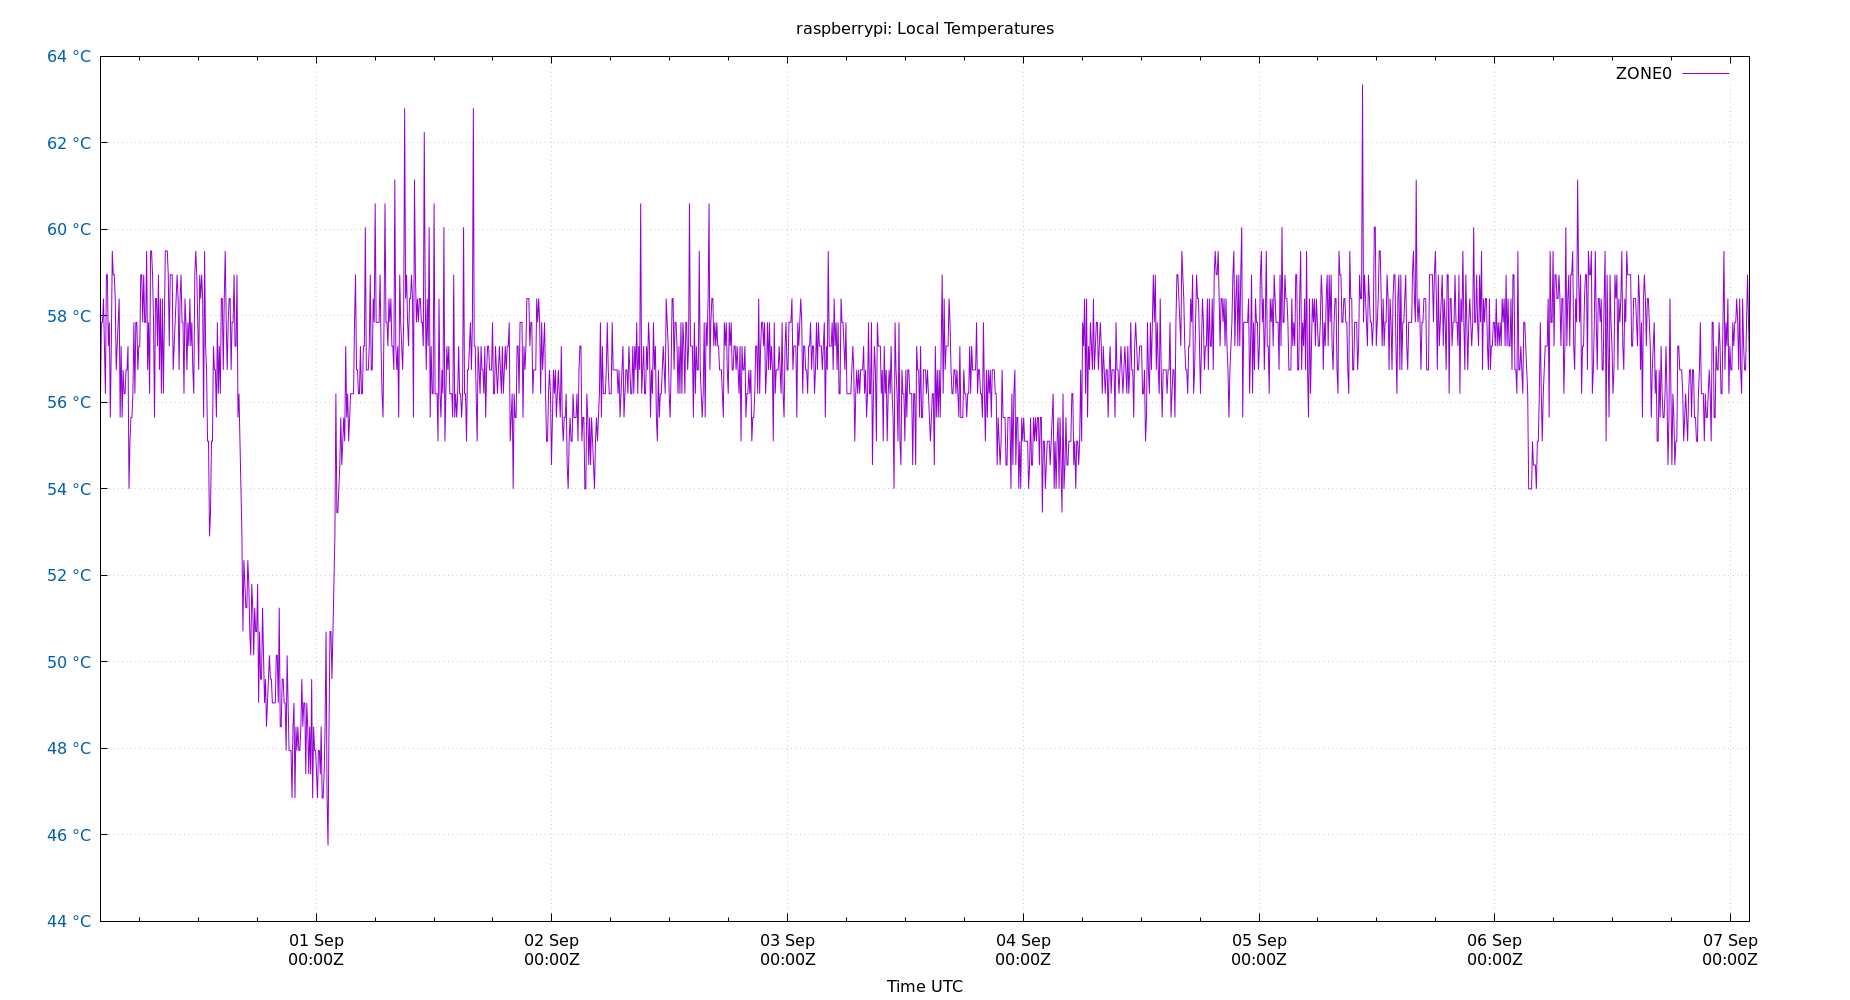 raspberrypi: Local Temperatures
64 °C
ZONE0
62 °C
60 °C
58 °C
56 °C
54 °C
52 °C
50 °C
48 °C
46 °C
44 °C
01 Sep 02 Sep 03 Sep 04 Sep 05 Sep 06 Sep 07 Sep
00:00Z 00:00Z 00:00Z 00:00Z 00:00Z 00:00Z 00:00Z
Time UTC